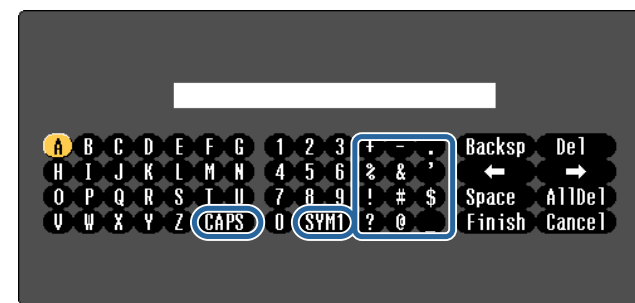 A B C D E F G 1 2 3 + - . Backsp Del
H I J K L M N 4 5 6 % & ' ← →
O P Q R S T U 7 8 9 ! # $ Space AllDel
V W X Y Z CAPS 0 SYM1 ? @ _ Finish Cancel